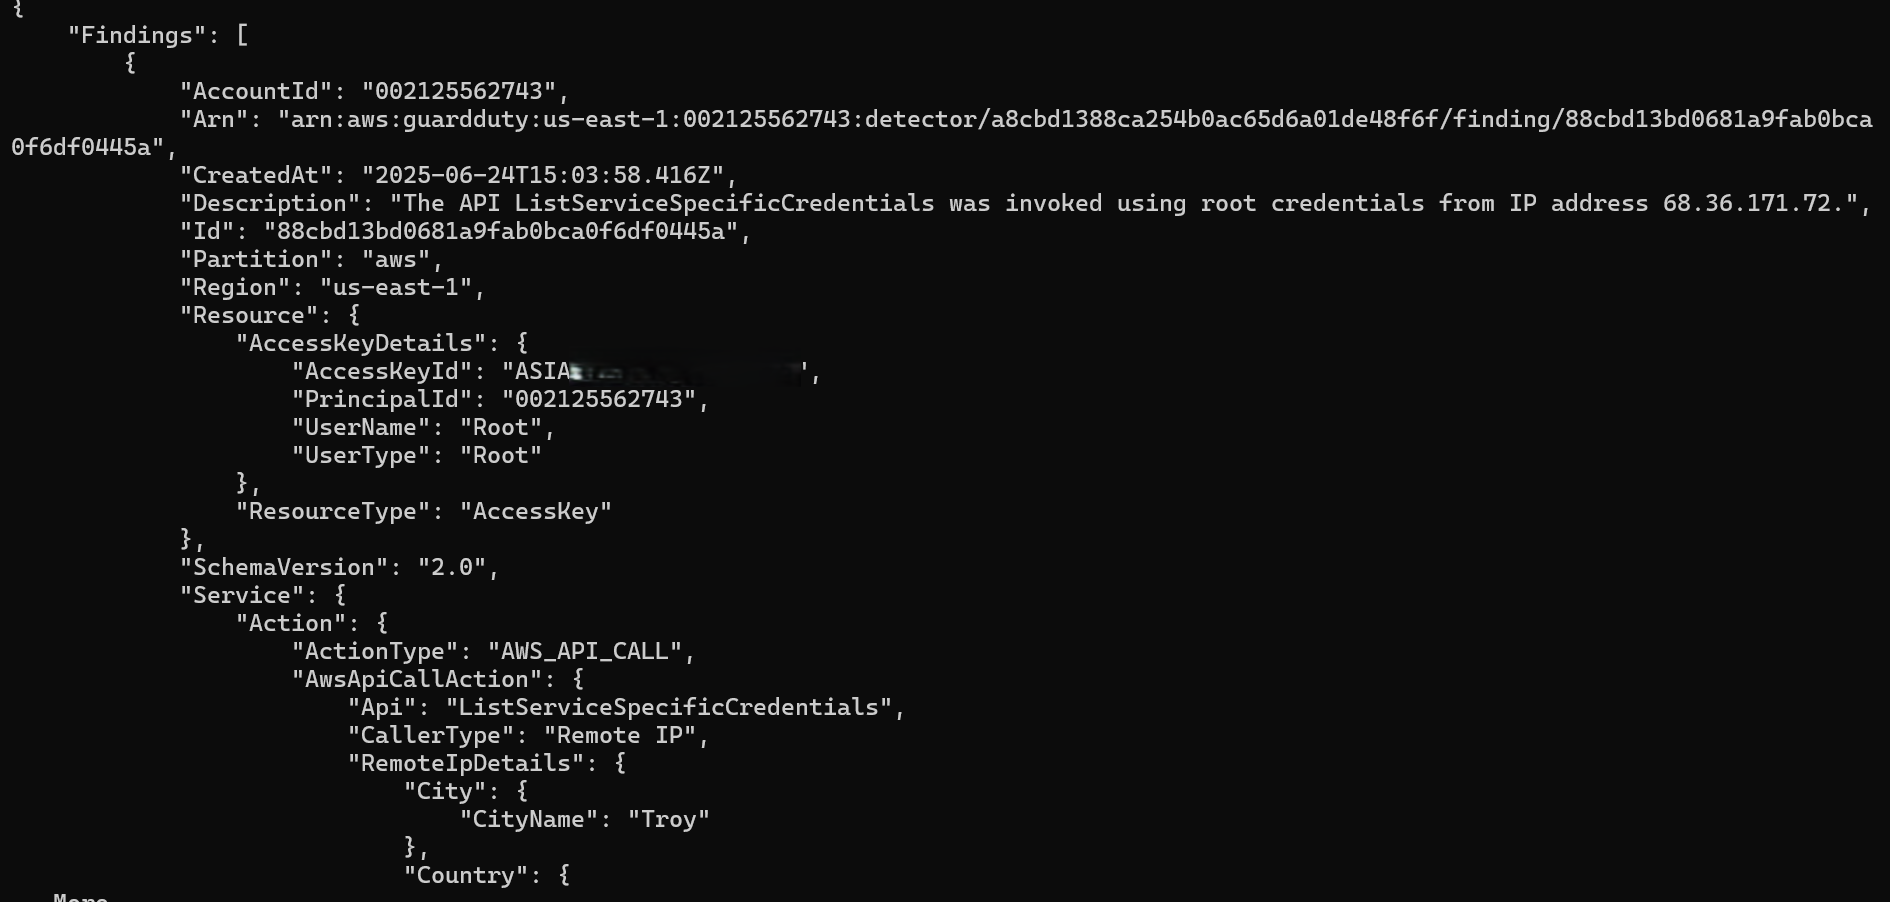 {
"Findings": [
{
"AccountId": "002125562743",
"Arn": "arn:aws:guardduty:us-east-1:002125562743:detector/a8cbd1388ca254b0ac65d6a01de48f6f/finding/88cbd13bd0681a9fab0bca
0f6df0445a",
"CreatedAt": "2025-06-24T15:03:58.416Z",
"Description": "The API ListServiceSpecificCredentials was invoked using root credentials from IP address 68.36.171.72.",
"Id": "88cbd13bd0681a9fab0bca0f6df0445a",
"Partition": "aws",
"Region": "us-east-1",
"Resource": {
"AccessKeyDetails": {
"AccessKeyId": "ASIA ',
"PrincipalId": "002125562743",
"UserName": "Root",
"UserType": "Root"
},
"ResourceType": "AccessKey"
},
"SchemaVersion": "2.0",
"Service": {
"Action": {
"ActionType": "AWS_API_CALL",
"AwsApiCallAction": {
"Api": "ListServiceSpecificCredentials",
"CallerType": "Remote IP",
"RemoteIpDetails": {
"City": {
"CityName": "Troy"
},
"Country": {
More